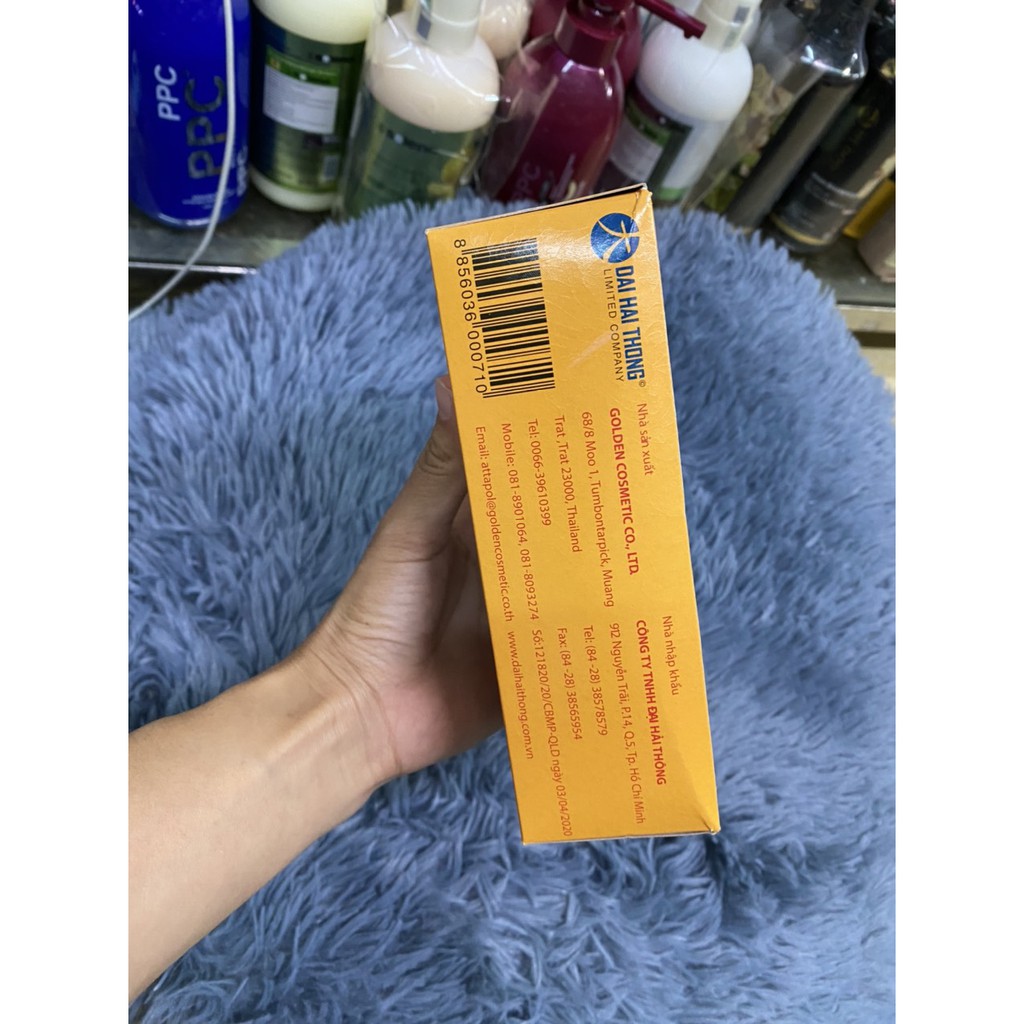 PPC
PPC
PPC
PPC
DAI HAI THONG ©
LIMITED COMPANY
8 856036 000710
Nhà sản xuất
GOLDEN COSMETIC CO., LTD.
68/8 Moo 1, Tumbontarpick, Muang
Trat ,Trat 23000, Thailand
Tel: 0066-39610399
Mobile: 081-8901064, 081-8093274
Email: attapol@goldencosmetic.co.th
Nhà nhập khẩu
CÔNG TY TNHH ĐẠI HẢI THÔNG
912 Nguyễn Trãi, P.14, Q.5, Tp. Hồ Chí Minh
Tel: (84 -28) 38578579
Fax: (84 -28) 38565954
Số:121820/20/CBMP-QLD ngày 03/04/2020
www.daihaithong.com.vn